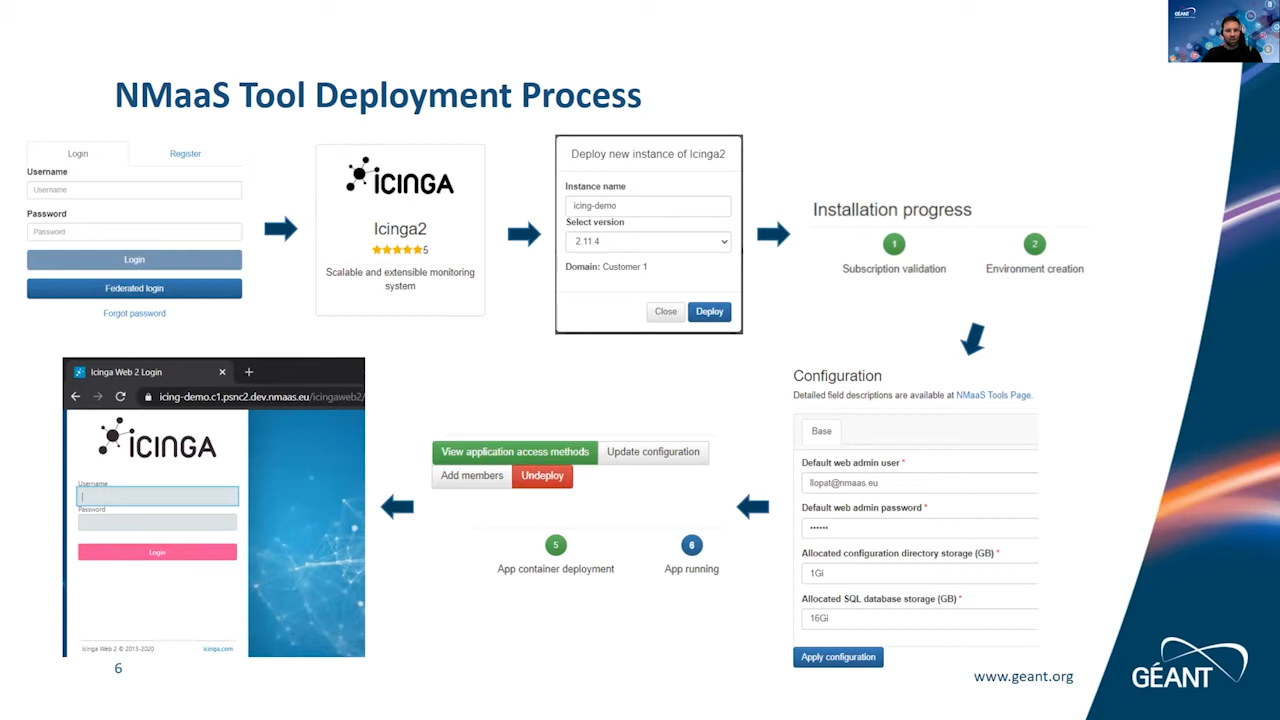 GÉANT
NMaaS Tool Deployment Process
Login
Register
Username
Username
Password
Password
Login
Federated login
Forgot password
ICINGA
Icinga2
5
Scalable and extensible monitoring
system
Deploy new instance of Icinga2
Instance name
icing-demo
Select version
2.11.4
Domain: Customer 1
Close
Deploy
Installation progress
1
2
Subscription validation
Environment creation
Configuration
Detailed field descriptions are available at NMaaS Tools Page.
Base
Default web admin user *
llopat@nmaas.eu
Default web admin password *
••••••
Allocated configuration directory storage (GB) *
1Gi
Allocated SQL database storage (GB) *
16Gi
Apply configuration
View application access methods
Update configuration
Add members
Undeploy
5
6
App container deployment
App running
Icinga Web 2 Login
icing-demo.c1.psnc2.dev.nmaas.eu/icingaweb2/
ICINGA
Username
Password
Login
Icinga Web 2 © 2013-2020
icinga.com
6
www.geant.org
GÉANT